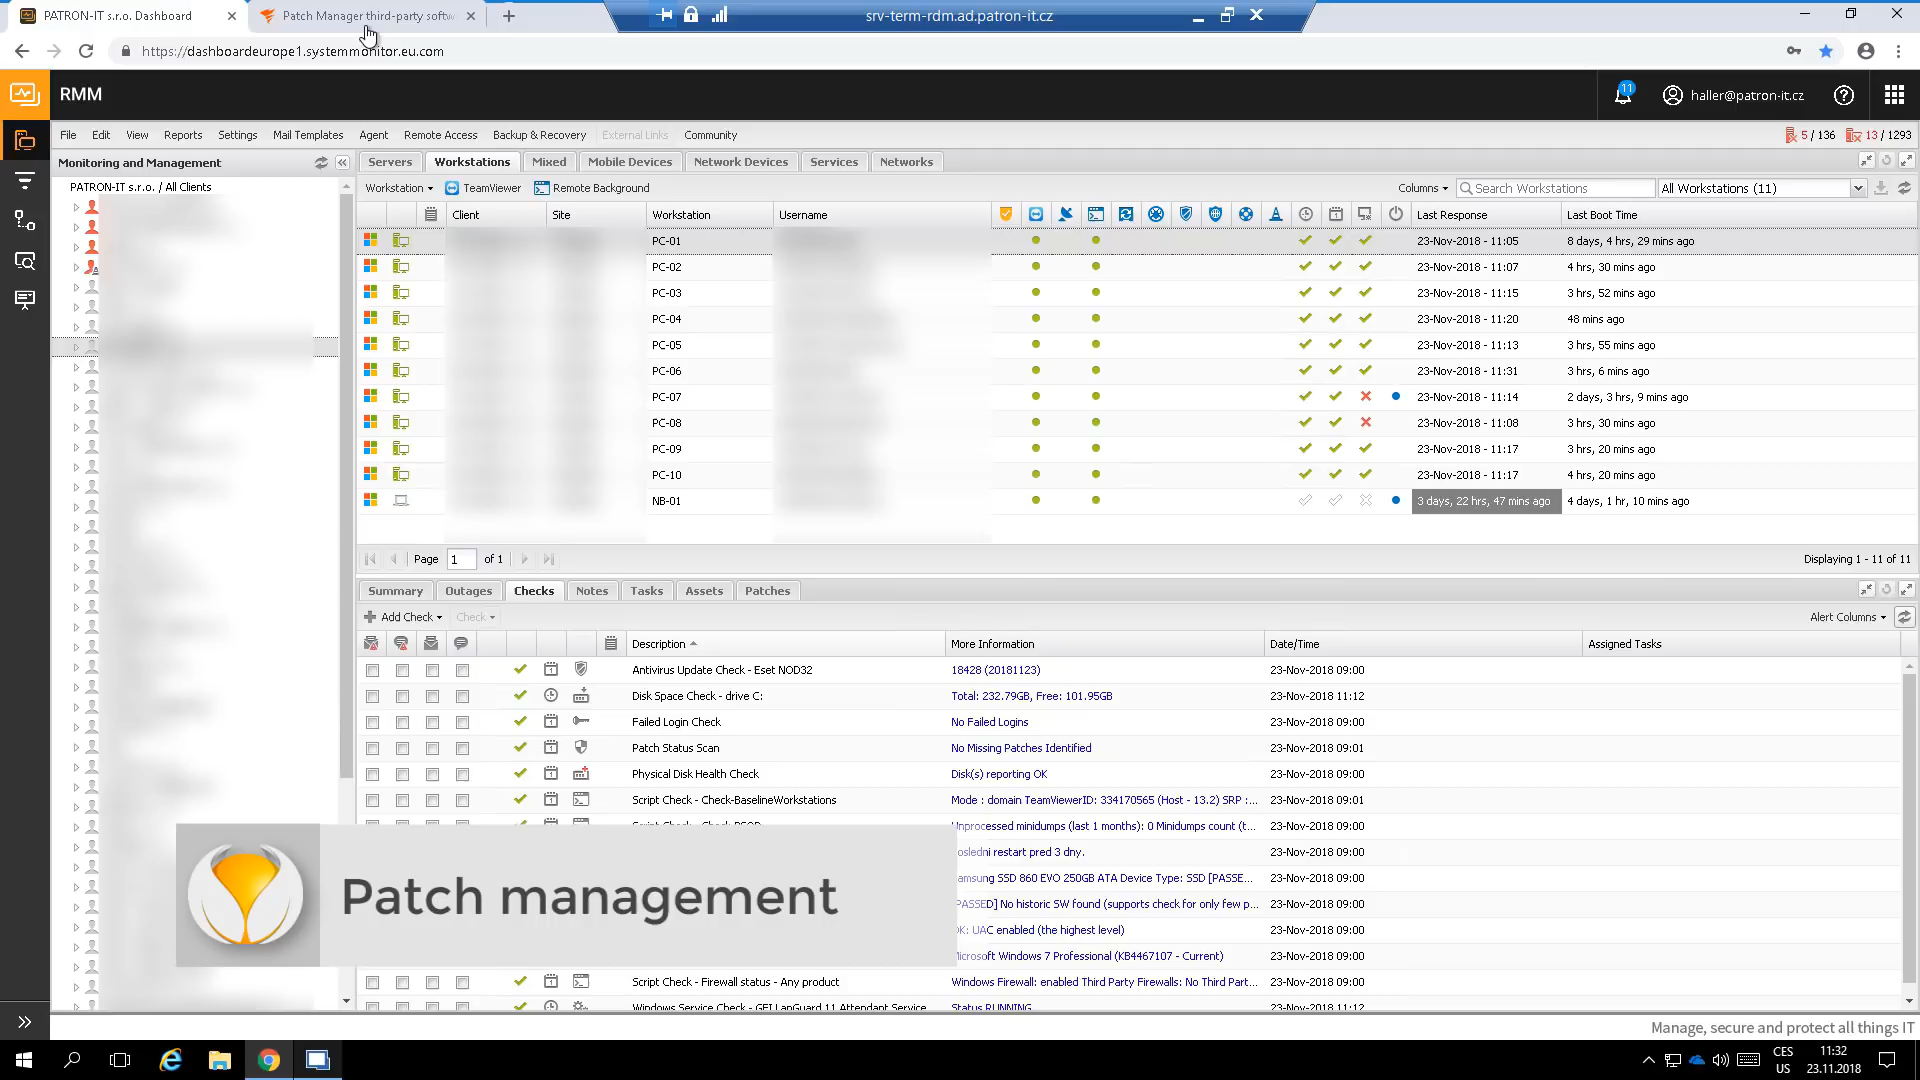 PATRON-IT s.r.o. Dashboard
Patch Manager third-party softw
srv-term-rdm.ad.patron-it.cz
https://dashboardeurope1.systemmonitor.eu.com
RMM
11
haller@patron-it.cz
File Edit View Reports Settings Mail Templates Agent Remote Access Backup & Recovery External Links Community
5 / 136 13 / 1293
Monitoring and Management
Servers Workstations Mixed Mobile Devices Network Devices Services Networks
PATRON-IT s.r.o. / All Clients
Workstation TeamViewer Remote Background Columns Search Workstations All Workstations (11)
Client Site Workstation Username Last Response Last Boot Time
PC-01 23-Nov-2018 - 11:05 8 days, 4 hrs, 29 mins ago
PC-02 23-Nov-2018 - 11:07 4 hrs, 30 mins ago
PC-03 23-Nov-2018 - 11:15 3 hrs, 52 mins ago
PC-04 23-Nov-2018 - 11:20 48 mins ago
PC-05 23-Nov-2018 - 11:13 3 hrs, 55 mins ago
PC-06 23-Nov-2018 - 11:31 3 hrs, 6 mins ago
PC-07 23-Nov-2018 - 11:14 2 days, 3 hrs, 9 mins ago
PC-08 23-Nov-2018 - 11:08 3 hrs, 30 mins ago
PC-09 23-Nov-2018 - 11:17 3 hrs, 20 mins ago
PC-10 23-Nov-2018 - 11:17 4 hrs, 20 mins ago
NB-01 3 days, 22 hrs, 47 mins ago 4 days, 1 hr, 10 mins ago
Page 1 of 1 Displaying 1 - 11 of 11
Summary Outages Checks Notes Tasks Assets Patches
Add Check Check Alert Columns
Description More Information Date/Time Assigned Tasks
Antivirus Update Check - Eset NOD32 18428 (20181123) 23-Nov-2018 09:00
Disk Space Check - drive C: Total: 232.79GB, Free: 101.95GB 23-Nov-2018 11:12
Failed Login Check No Failed Logins 23-Nov-2018 09:00
Patch Status Scan No Missing Patches Identified 23-Nov-2018 09:01
Physical Disk Health Check Disk(s) reporting OK 23-Nov-2018 09:00
Script Check - Check-BaselineWorkstations Mode : domain TeamViewerID: 334170565 (Host - 13.2) SRP :... 23-Nov-2018 09:01
Unprocessed minidumps (last 1 months): 0 Minidumps count (t... 23-Nov-2018 09:00
osledni restart pred 3 dny. 23-Nov-2018 09:00
amsung SSD 860 EVO 250GB ATA Device Type: SSD [PASSE... 23-Nov-2018 09:00
PASSED] No historic SW found (supports check for only few p... 23-Nov-2018 09:00
OK: UAC enabled (the highest level) 23-Nov-2018 09:00
Microsoft Windows 7 Professional (KB4467107 - Current) 23-Nov-2018 09:00
Script Check - Firewall status - Any product Windows Firewall: enabled Third Party Firewalls: No Third Part... 23-Nov-2018 09:00
Windows Service Check - GFI LanGuard 11 Attendant Service Status RUNNING 23-Nov-2018 11:12
Patch management
Manage, secure and protect all things IT
CES
US
11:32
23.11.2018